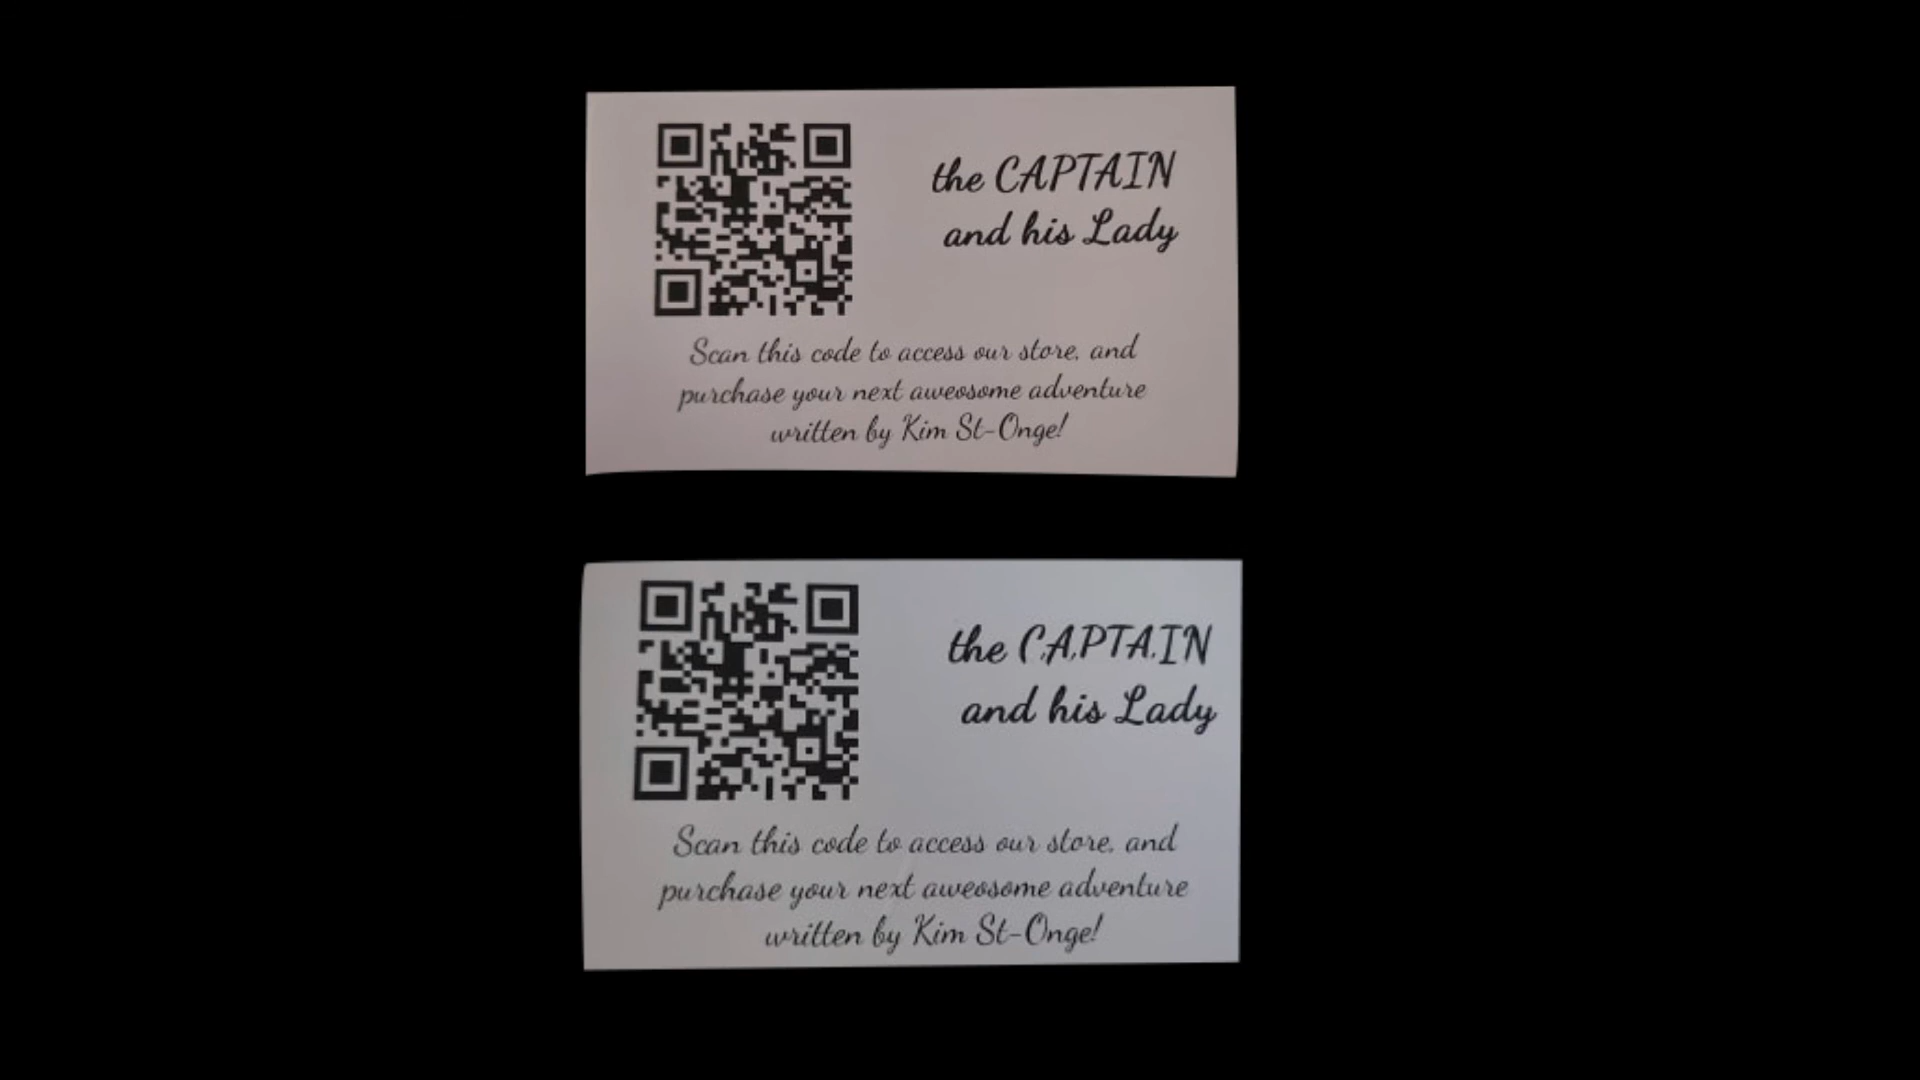 the CAPTAIN
and his Lady
Scan this code to access our store, and
purchase your next aweosome adventure
written by Kim St-Onge!
the CAPTAIN
and his Lady
Scan this code to access our store, and
purchase your next aweosome adventure
written by Kim St-Onge!